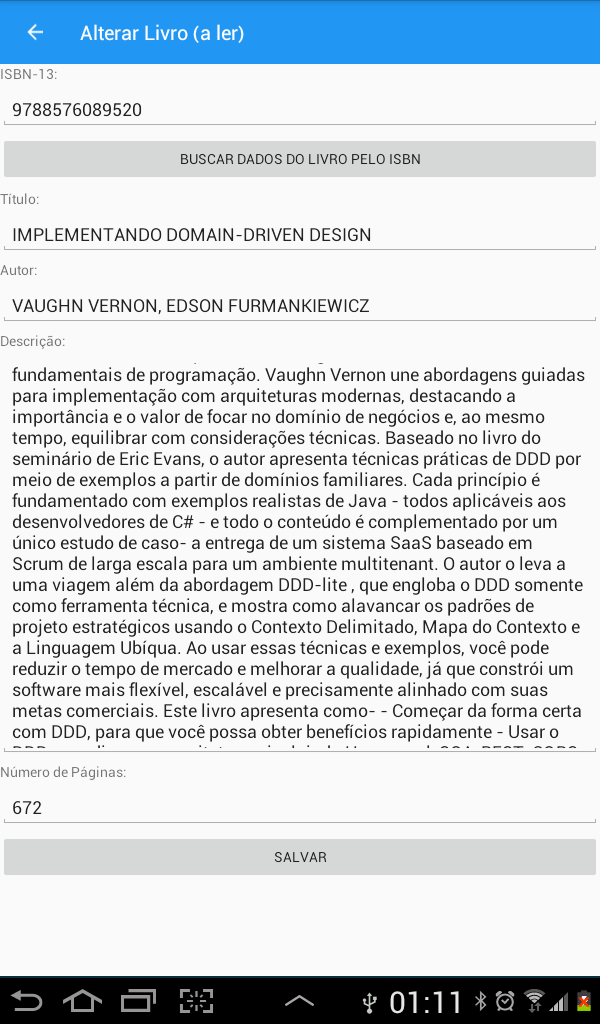 Alterar Livro (a ler)
ISBN-13:
9788576089520
BUSCAR DADOS DO LIVRO PELO ISBN
Título:
IMPLEMENTANDO DOMAIN-DRIVEN DESIGN
Autor:
VAUGHN VERNON, EDSON FURMANKIEWICZ
Descrição:
fundamentais de programação. Vaughn Vernon une abordagens guiadas
para implementação com arquiteturas modernas, destacando a
importância e o valor de focar no domínio de negócios e, ao mesmo
tempo, equilibrar com considerações técnicas. Baseado no livro do
seminário de Eric Evans, o autor apresenta técnicas práticas de DDD por
meio de exemplos a partir de domínios familiares. Cada princípio é
fundamentado com exemplos realistas de Java - todos aplicáveis aos
desenvolvedores de C# - e todo o conteúdo é complementado por um
único estudo de caso- a entrega de um sistema SaaS baseado em
Scrum de larga escala para um ambiente multitenant. O autor o leva a
uma viagem além da abordagem DDD-lite , que engloba o DDD somente
como ferramenta técnica, e mostra como alavancar os padrões de
projeto estratégicos usando o Contexto Delimitado, Mapa do Contexto e
a Linguagem Ubíqua. Ao usar essas técnicas e exemplos, você pode
reduzir o tempo de mercado e melhorar a qualidade, já que constrói um
software mais flexível, escalável e precisamente alinhado com suas
metas comerciais. Este livro apresenta como- - Começar da forma certa
com DDD, para que você possa obter benefícios rapidamente - Usar o
Número de Páginas:
672
SALVAR
01:11